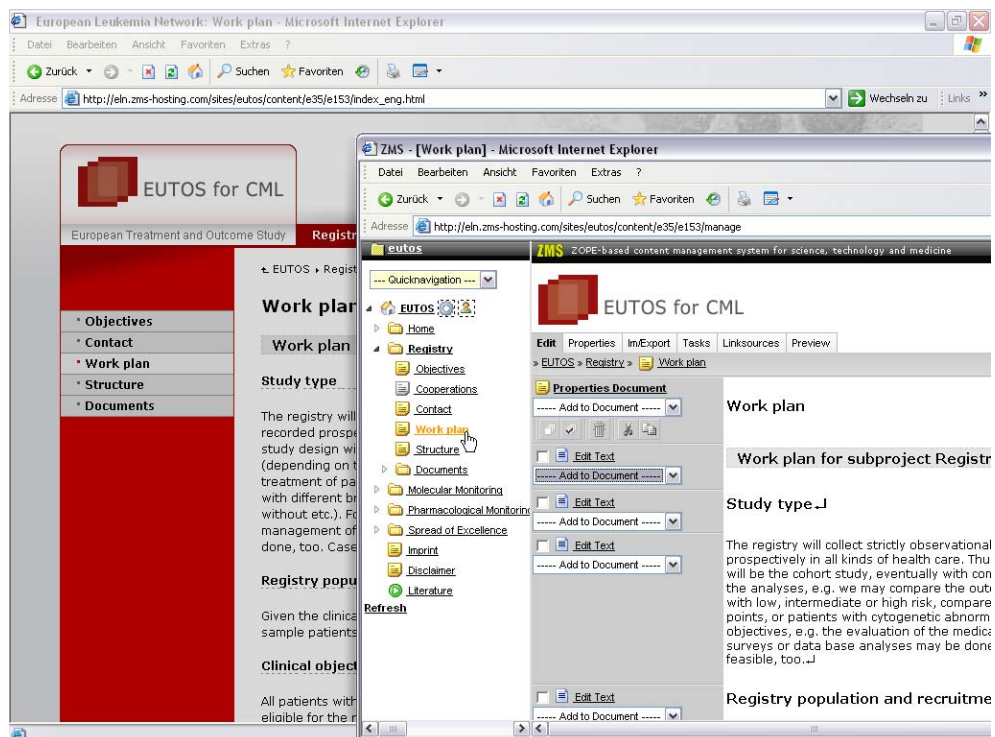 European Leukemia Network: Work plan - Microsoft Internet Explorer
Datei Bearbeiten Ansicht Favoriten Extras ?
Zurück Suchen Favoriten
Adresse http://eln.zms-hosting.com/sites/eutos/content/e35/e153/index_eng.html Wechseln zu Links »
EUTOS for CML
European Treatment and Outcome Study Registr
EUTOS Regist
Objectives
Contact
Work plan
Structure
Documents
Work plan
Work plan
Study type
The registry will
recorded prospe
study design wi
(depending on t
treatment of pa
with different br
without etc.). Fo
management of
done, too. Case
Registry popu
Given the clinica
sample patients
Clinical object
All patients with
eligible for the r
ZMS - [Work plan] - Microsoft Internet Explorer
Datei Bearbeiten Ansicht Favoriten Extras ?
Zurück Suchen Favoriten
Adresse http://eln.zms-hosting.com/sites/eutos/content/e35/e153/manage
eutos
--- Quicknavigation ---
EUTOS
Home
Registry
Objectives
Cooperations
Contact
Work plan
Structure
Documents
Molecular Monitoring
Pharmacological Monitoring
Spread of Excellence
Imprint
Disclaimer
Literature
Refresh
ZMS ZOPE-based content management system for science, technology and medicine
EUTOS for CML
Edit Properties Im/Export Tasks Linksources Preview
» EUTOS » Registry » Work plan
Properties Document
----- Add to Document -----
Work plan
Edit Text
----- Add to Document -----
Work plan for subproject Registr
Edit Text
----- Add to Document -----
Study type↵
Edit Text
----- Add to Document -----
The registry will collect strictly observational
prospectively in all kinds of health care. Thu
will be the cohort study, eventually with con
the analyses, e.g. we may compare the outc
with low, intermediate or high risk, compare
points, or patients with cytogenetic abnorm
objectives, e.g. the evaluation of the medica
surveys or data base analyses may be done
feasible, too.↵
Edit Text
----- Add to Document -----
Registry population and recruitme